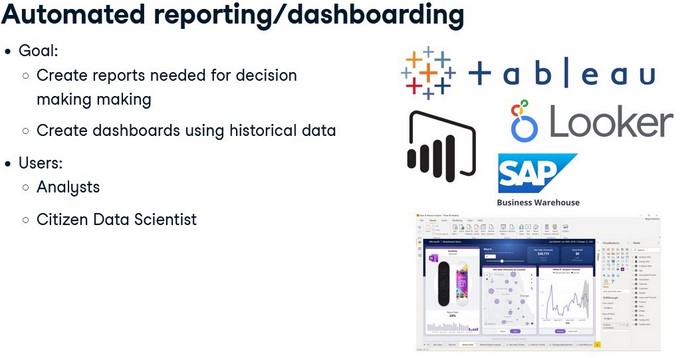 Automated reporting/dashboarding
• Goal:
○ Create reports needed for decision
making making
○ Create dashboards using historical data
• Users:
○ Analysts
○ Citizen Data Scientist
+ a b l e a u
Looker
SAP
Business Warehouse